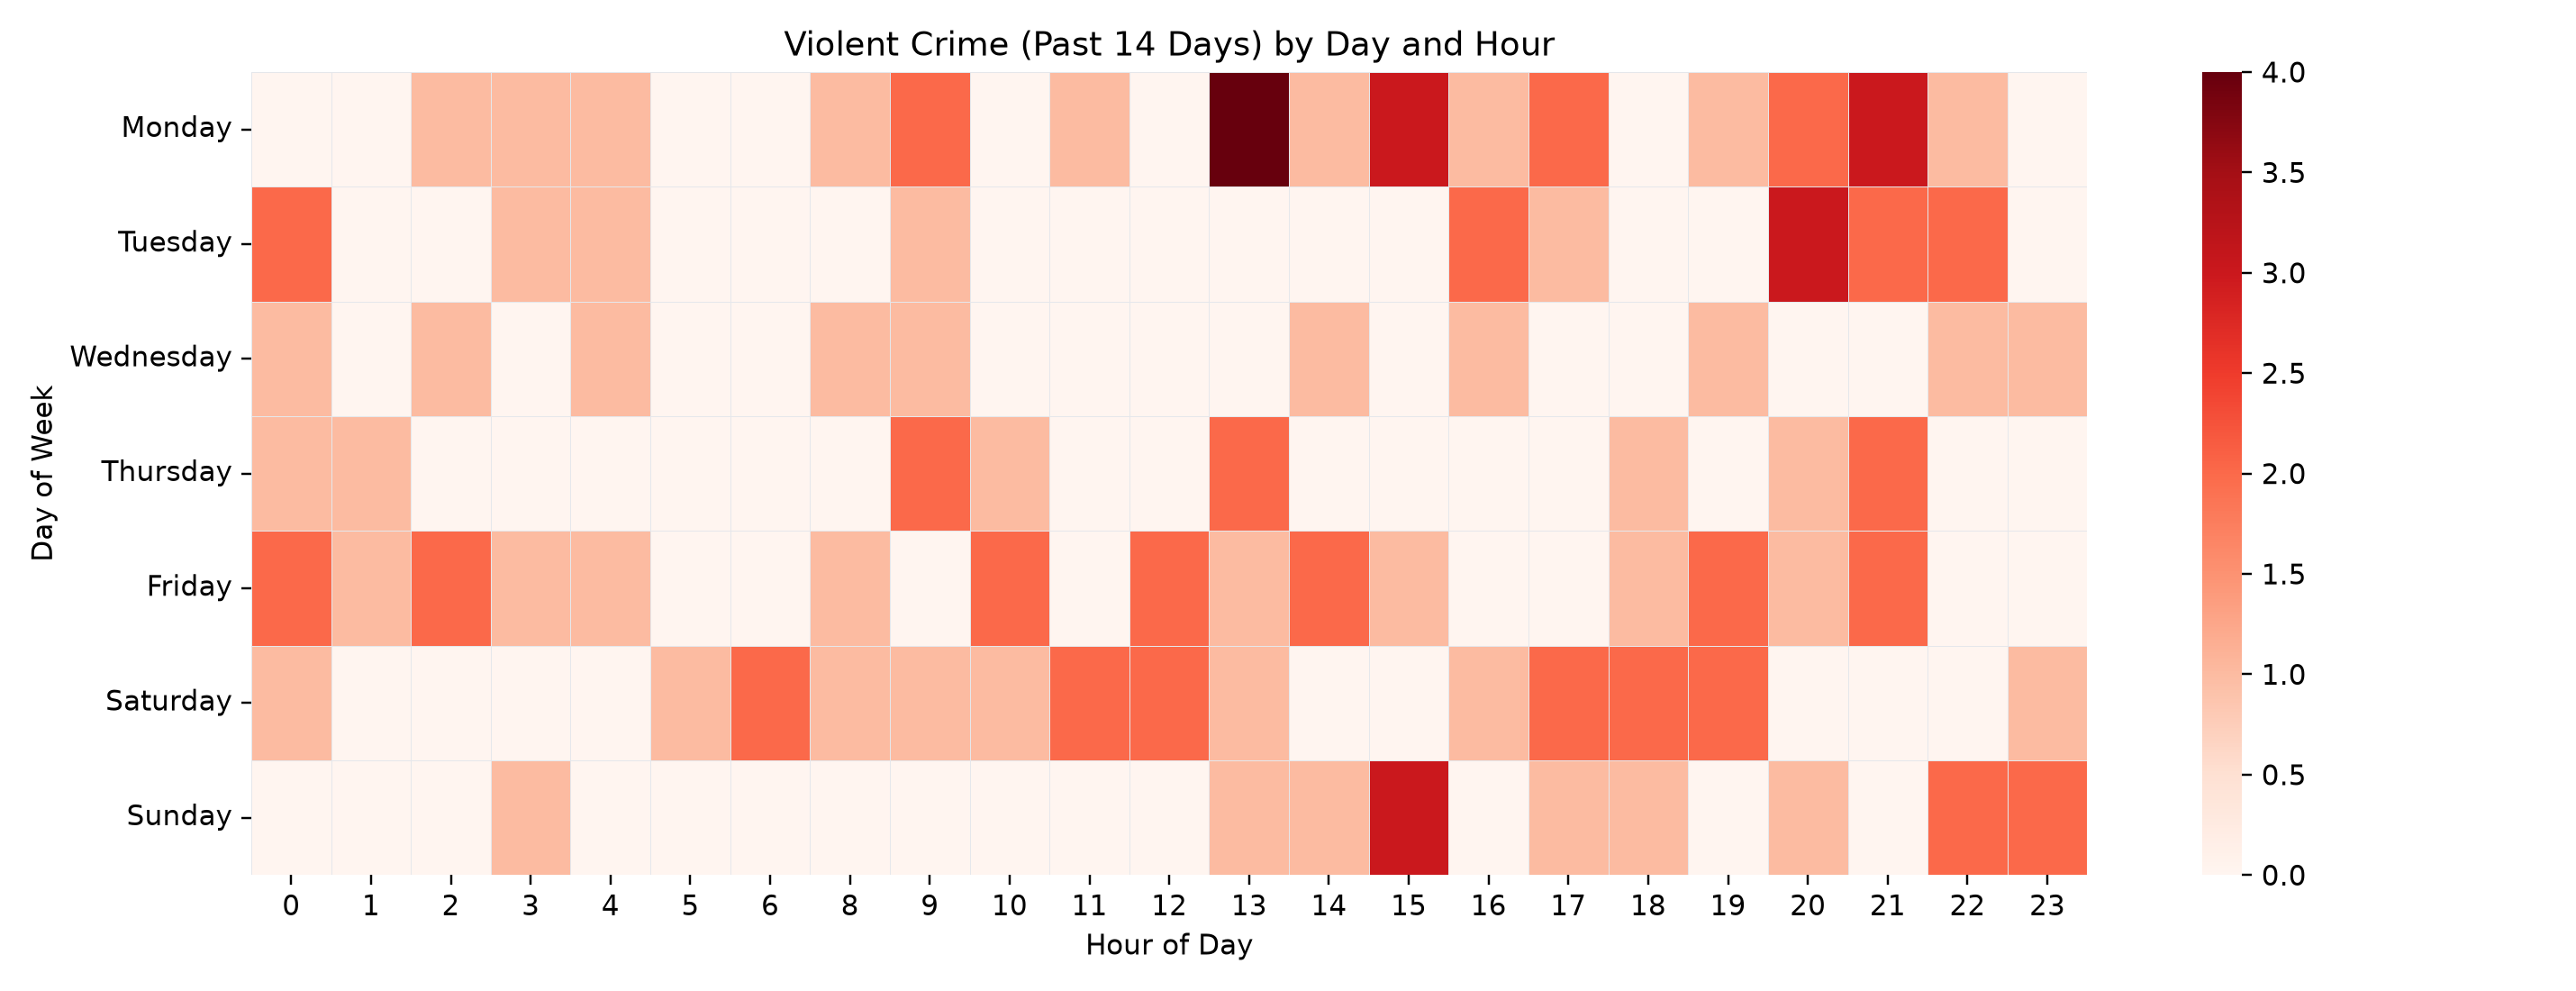 Violent Crime (Past 14 Days) by Day and Hour
Monday
Tuesday
Wednesday
Thursday
Friday
Saturday
Sunday
Day of Week
0 1 2 3 4 5 6 8 9 10 11 12 13 14 15 16 17 18 19 20 21 22 23
Hour of Day
4.0
3.5
3.0
2.5
2.0
1.5
1.0
0.5
0.0